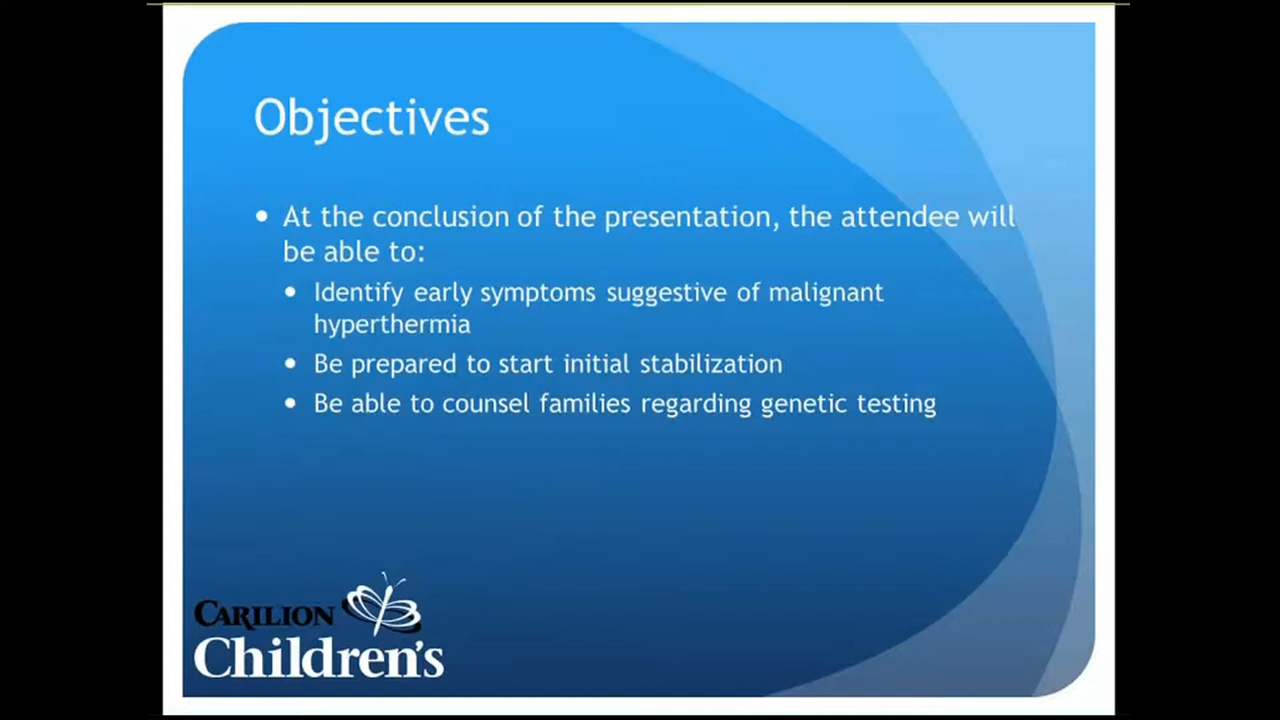 Objectives
• At the conclusion of the presentation, the attendee will
be able to:
• Identify early symptoms suggestive of malignant
hyperthermia
• Be prepared to start initial stabilization
• Be able to counsel families regarding genetic testing
CARILION
Children's